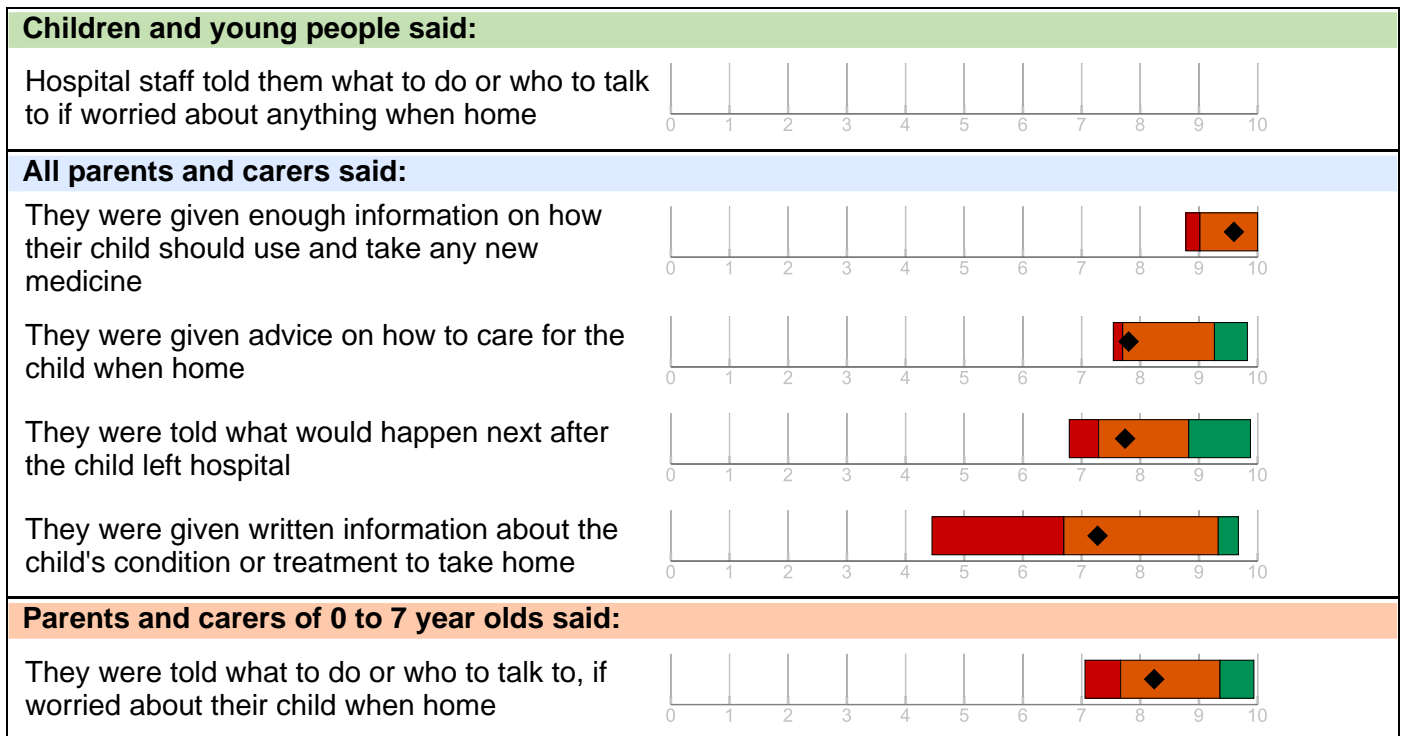 Children and young people said:
Hospital staff told them what to do or who to talk
to if worried about anything when home
0 1 2 3 4 5 6 7 8 9 10
All parents and carers said:
They were given enough information on how
their child should use and take any new
medicine
0 1 2 3 4 5 6 7 8 9 10
They were given advice on how to care for the
child when home
0 1 2 3 4 5 6 7 8 9 10
They were told what would happen next after
the child left hospital
0 1 2 3 4 5 6 7 8 9 10
They were given written information about the
child's condition or treatment to take home
0 1 2 3 4 5 6 7 8 9 10
Parents and carers of 0 to 7 year olds said:
They were told what to do or who to talk to, if
worried about their child when home
0 1 2 3 4 5 6 7 8 9 10